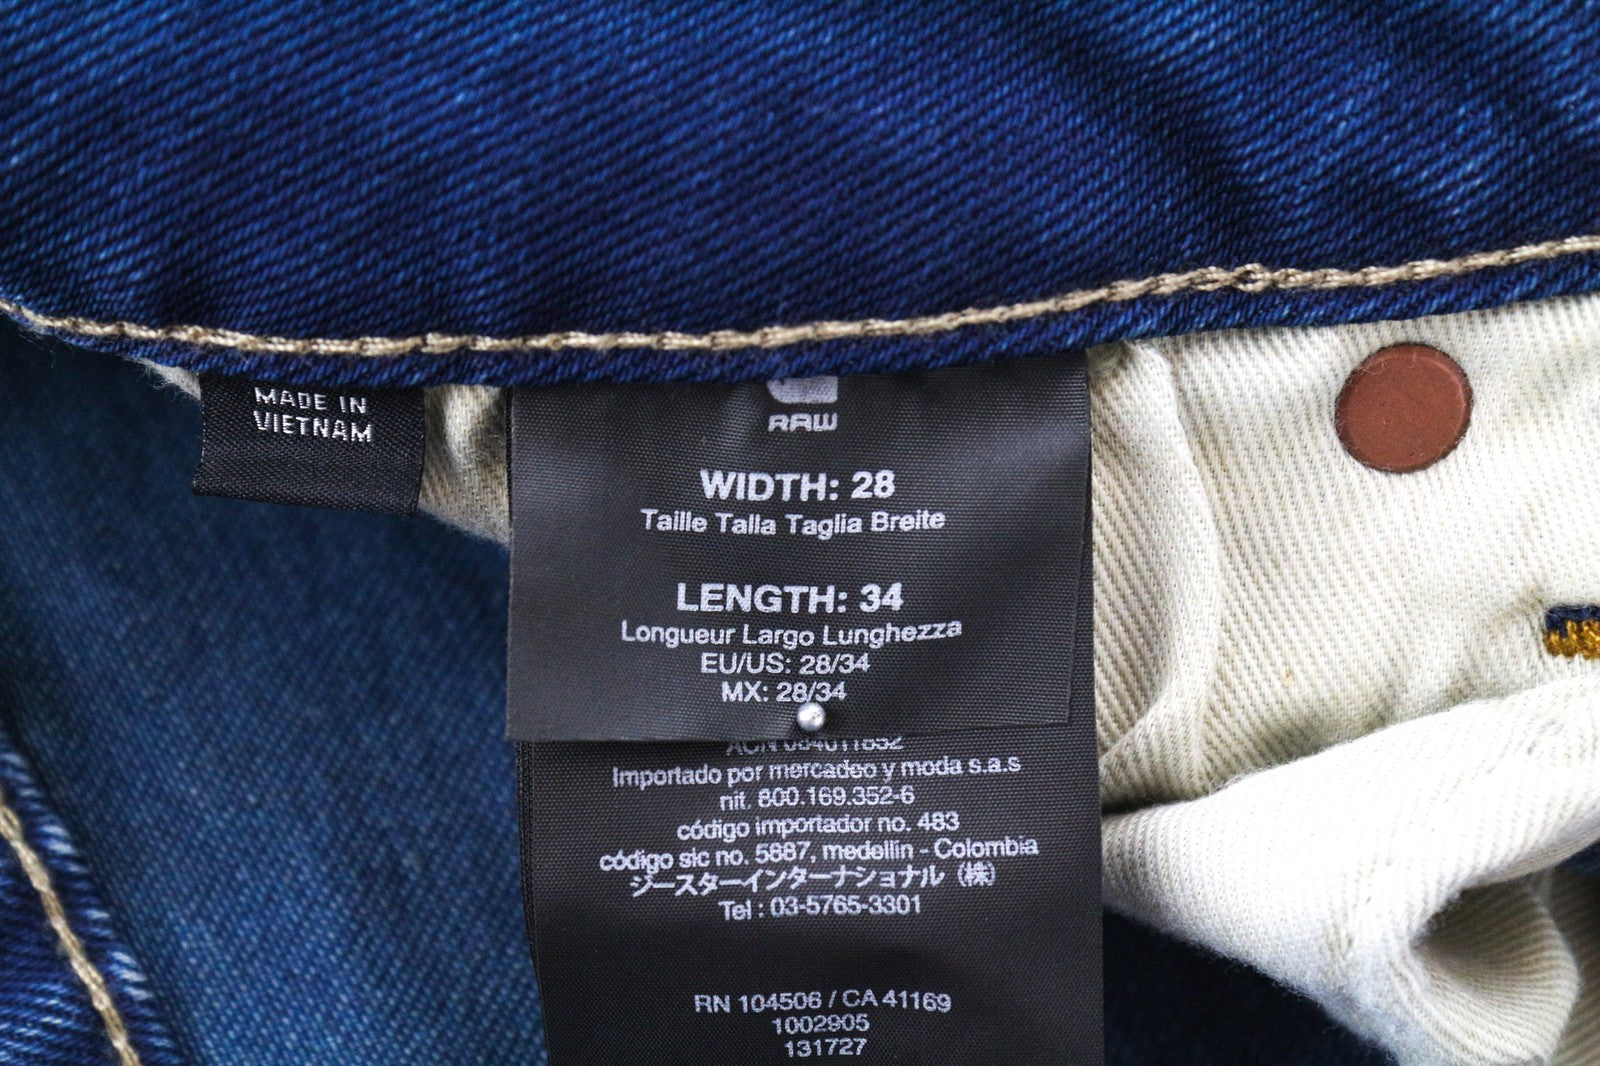 MADE IN
VIETNAM
RAW
WIDTH: 28
Taille Talla Taglia Breite
LENGTH: 34
Longueur Largo Lunghezza
EU/US: 28/34
MX: 28/34
ACN 084011852
Importado por mercadeo y moda s.a.s
nit. 800.169.352-6
código importador no. 483
código sic no. 5887, medellin - Colombia
ジースターインターナショナル（株）
Tel : 03-5765-3301
RN 104506 / CA 41169
1002905
131727